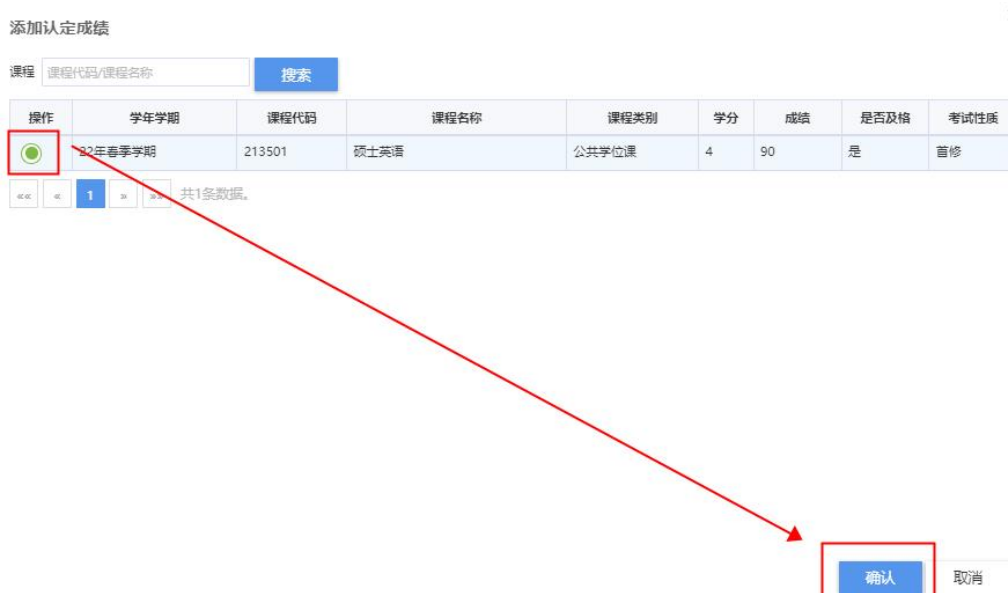 添加认定成绩
课程 课程代码/课程名称 搜索
操作 学年学期 课程代码 课程名称 课程类别 学分 成绩 是否及格 考试性质
22年春季学期 213501 硕士英语 公共学位课 4 90 是 首修
«« « 1 » »» 共1条数据。
确认 取消